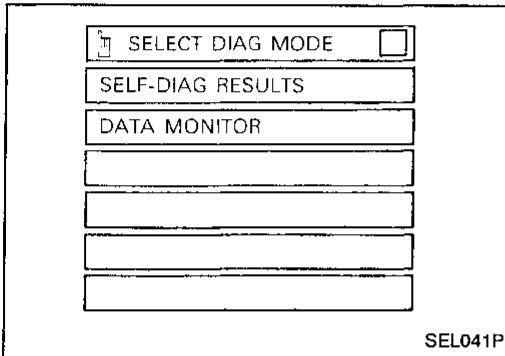 SELECT DIAG MODE
SELF-DIAG RESULTS
DATA MONITOR
SEL041P